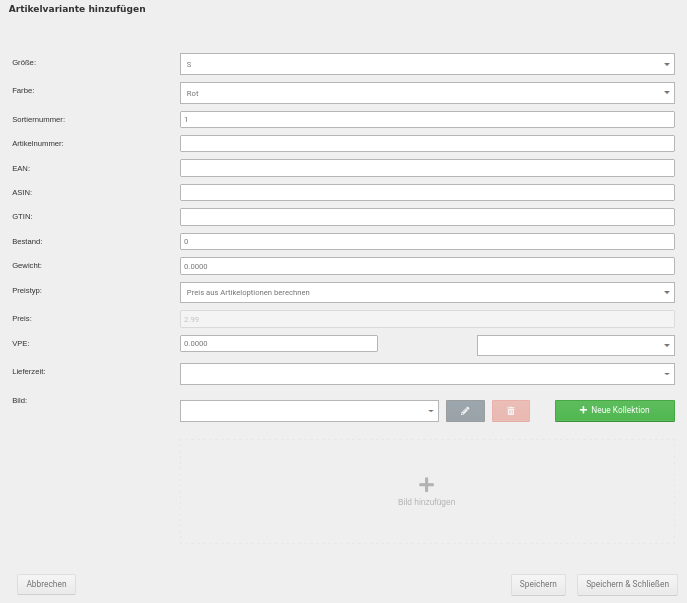 Artikelvariante hinzufügen
Größe: S
Farbe: Rot
Sortiernummer: 1
Artikelnummer:
EAN:
ASIN:
GTIN:
Bestand: 0
Gewicht: 0.0000
Preistyp: Preis aus Artikeloptionen berechnen
Preis: 2.99
VPE: 0.0000
Lieferzeit:
Bild: Neue Kollektion
Bild hinzufügen
Abbrechen Speichern Speichern & Schließen